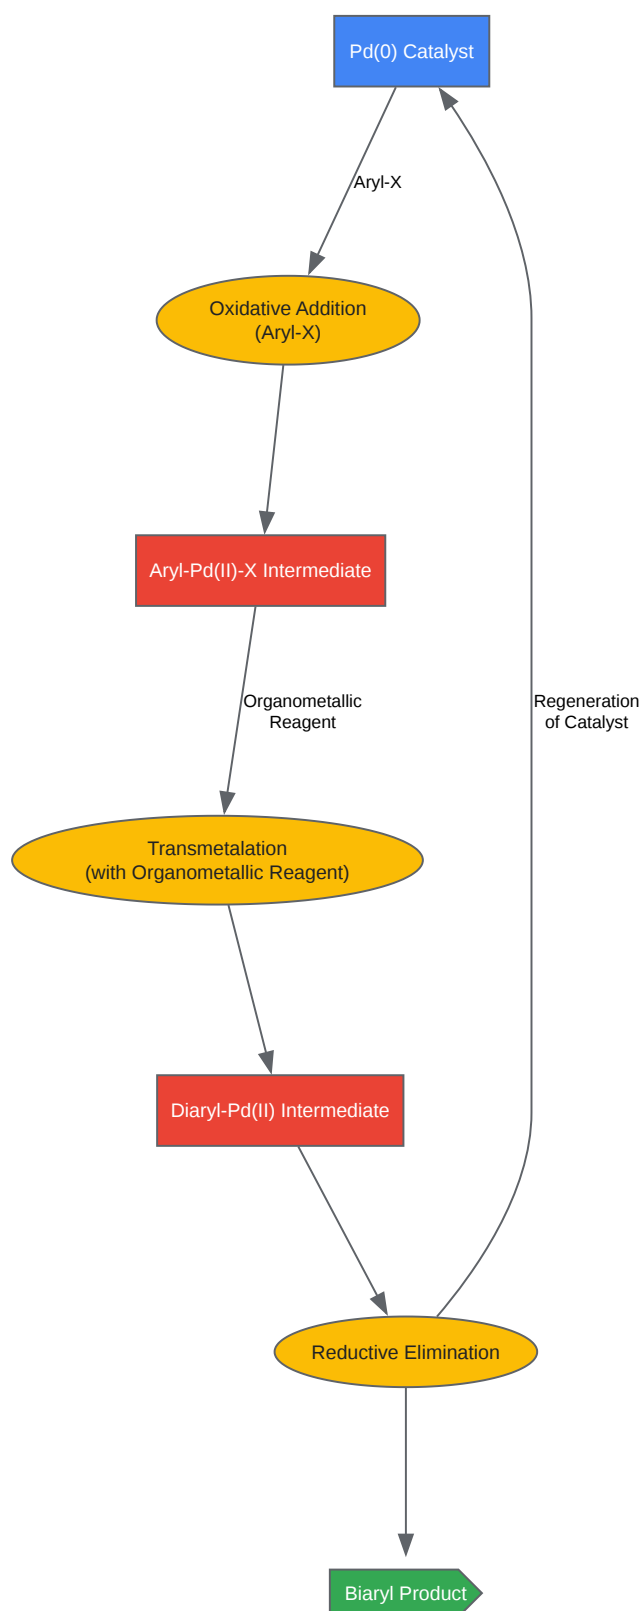 Pd(0) Catalyst
Aryl-X
Oxidative Addition
(Aryl-X)
Aryl-Pd(II)-X Intermediate
Organometallic
Reagent
Regeneration
of Catalyst
Transmetalation
(with Organometallic Reagent)
Diaryl-Pd(II) Intermediate
Reductive Elimination
Biaryl Product